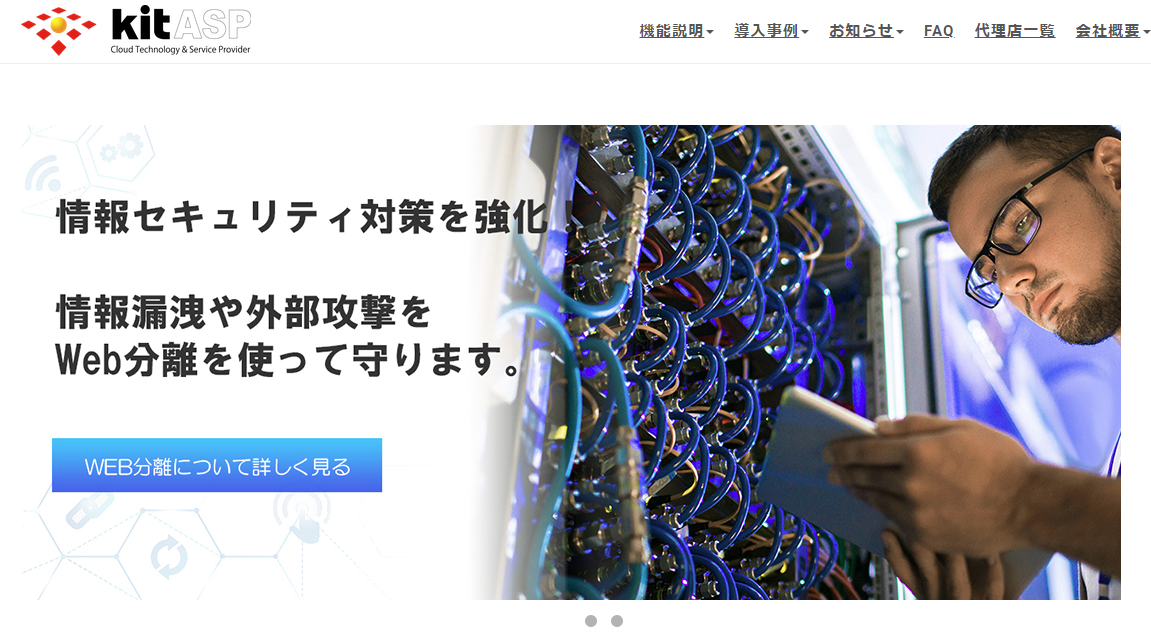 kit ASP
Cloud Technology & Service Provider
機能説明
導入事例
お知らせ
FAQ
代理店一覧
会社概要
情報セキュリティ対策を強化！
情報漏洩や外部攻撃を
Web分離を使って守ります。
WEB分離について詳しく見る